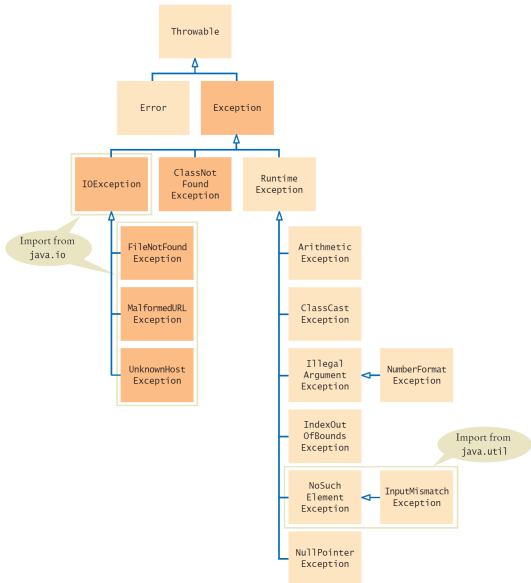 Throwable
Error
Exception
IOException
ClassNot
Found
Exception
Runtime
Exception
Import from
java.io
FileNotFound
Exception
MalformedURL
Exception
UnknownHost
Exception
Arithmetic
Exception
ClassCast
Exception
Illegal
Argument
Exception
NumberFormat
Exception
IndexOut
OfBounds
Exception
Import from
java.util
NoSuch
Element
Exception
InputMismatch
Exception
NullPointer
Exception